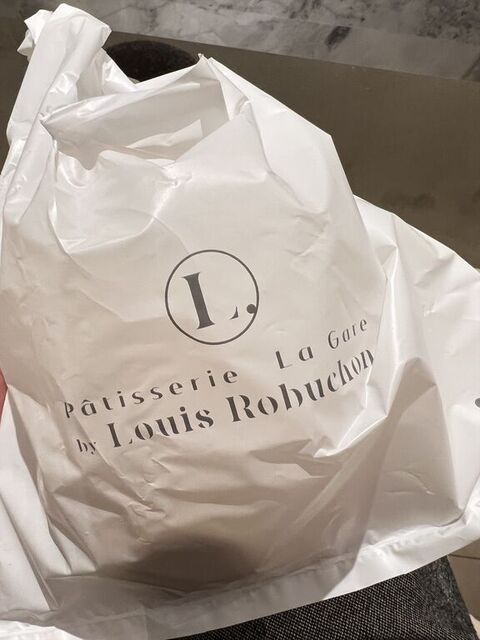 L.
Pâtisserie La Gare
by Louis Robuchon